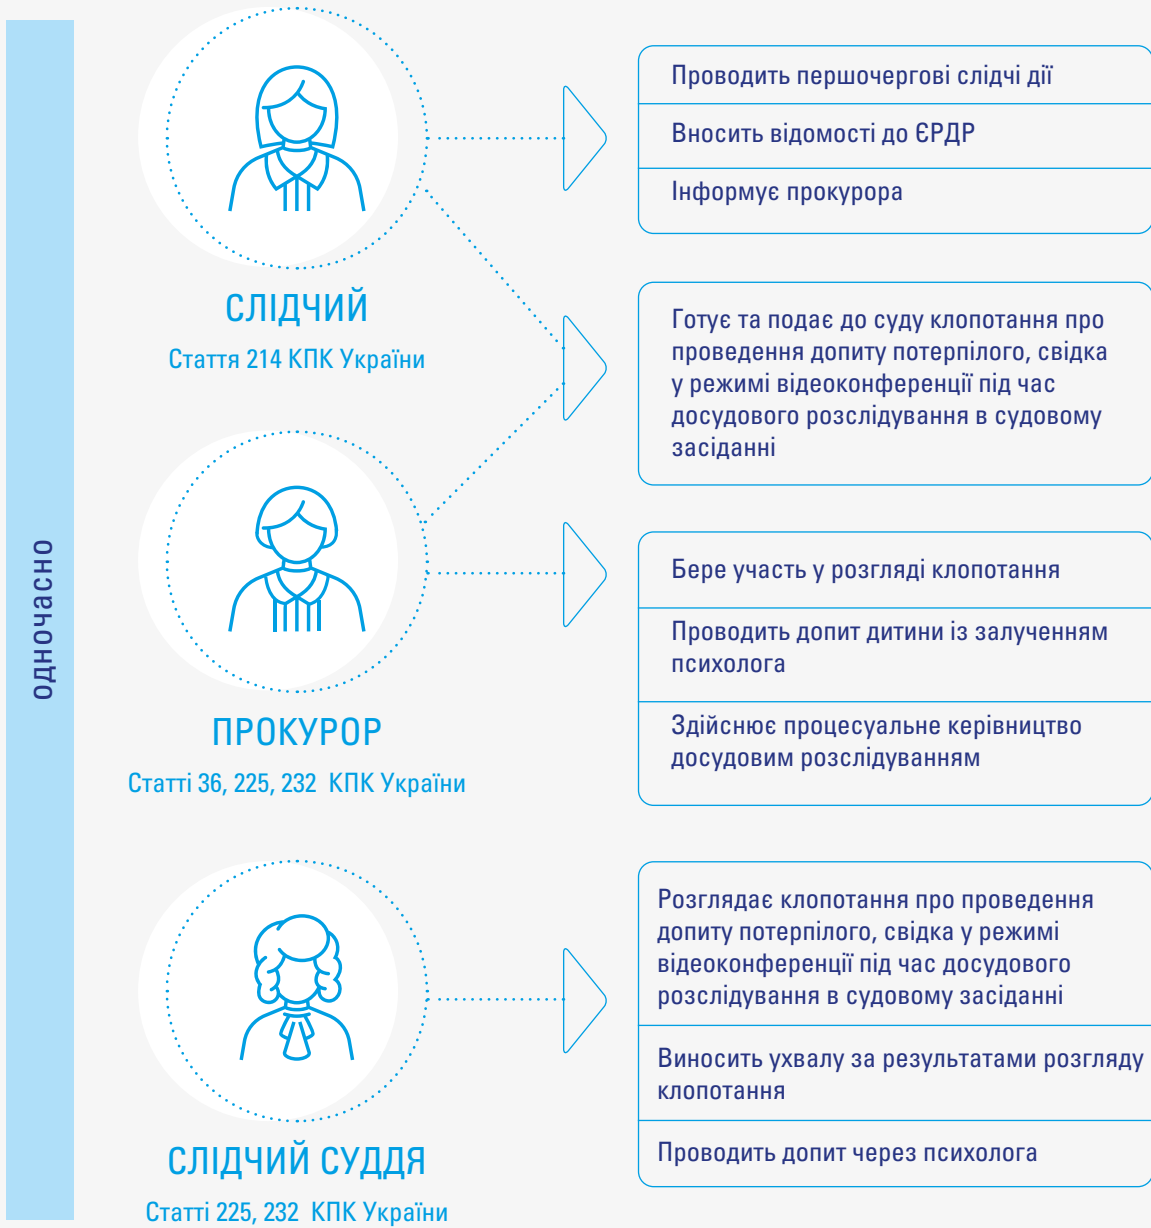 одночасно
СЛІДЧИЙ
Стаття 214 КПК України
Проводить першочергові слідчі дії
Вносить відомості до ЄРДР
Інформує прокурора
Готує та подає до суду клопотання про
проведення допиту потерпілого, свідка
у режимі відеоконференції під час
досудового розслідування в судовому
засіданні
ПРОКУРОР
Статті 36, 225, 232 КПК України
Бере участь у розгляді клопотання
Проводить допит дитини із залученням
психолога
Здійснює процесуальне керівництво
досудовим розслідуванням
СЛІДЧИЙ СУДДЯ
Статті 225, 232 КПК України
Розглядає клопотання про проведення
допиту потерпілого, свідка у режимі
відеоконференції під час досудового
розслідування в судовому засіданні
Виносить ухвалу за результатами розгляду
клопотання
Проводить допит через психолога